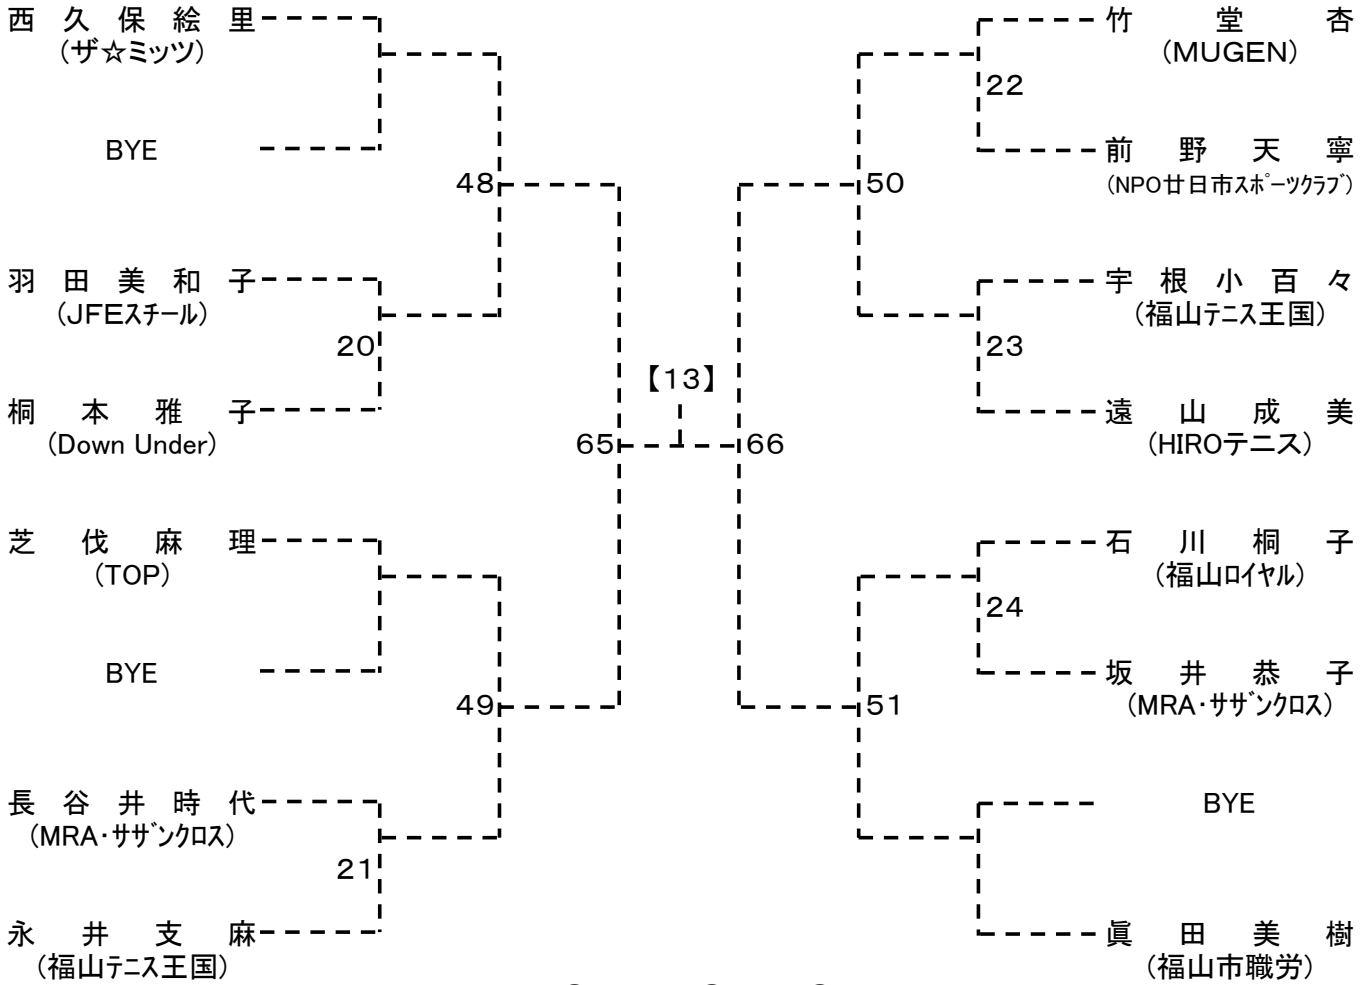 西久保絵里
(ザ☆ミッツ)
BYE
48
羽田美和子
(JFEスチール)
20
桐本雅子
(Down Under)
65
芝伐麻理
(TOP)
BYE
49
長谷井時代
(MRA･サザンクロス)
21
永井支麻
(福山テニス王国)
【13】
竹堂杏
(MUGEN)
22
前野天寧
(NPO廿日市スポーツクラブ)
50
宇根小百々
(福山テニス王国)
23
遠山成美
(HIROテニス)
66
石川桐子
(福山ロイヤル)
24
坂井恭子
(MRA･サザンクロス)
51
BYE
眞田美樹
(福山市職労)